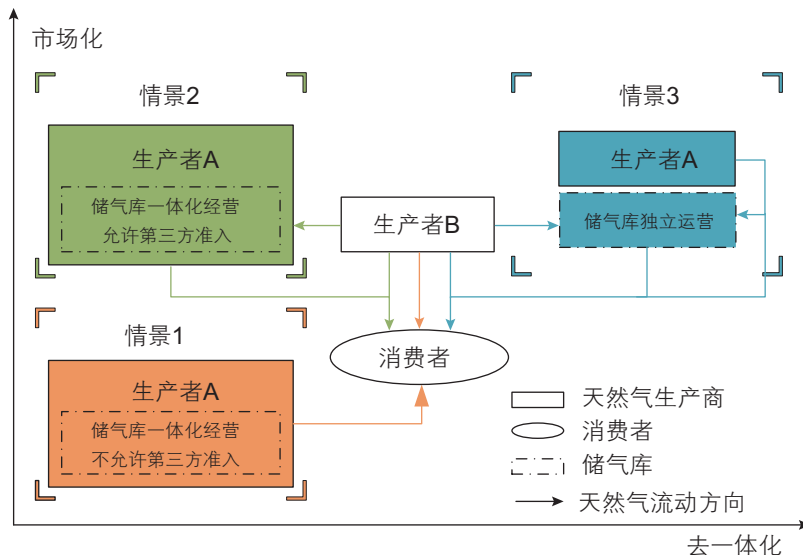 市场化
情景2
生产者A
储气库一体化经营
允许第三方准入
生产者B
情景3
生产者A
储气库独立运营
情景1
生产者A
储气库一体化经营
不允许第三方准入
消费者
天然气生产商
消费者
储气库
天然气流动方向
去一体化